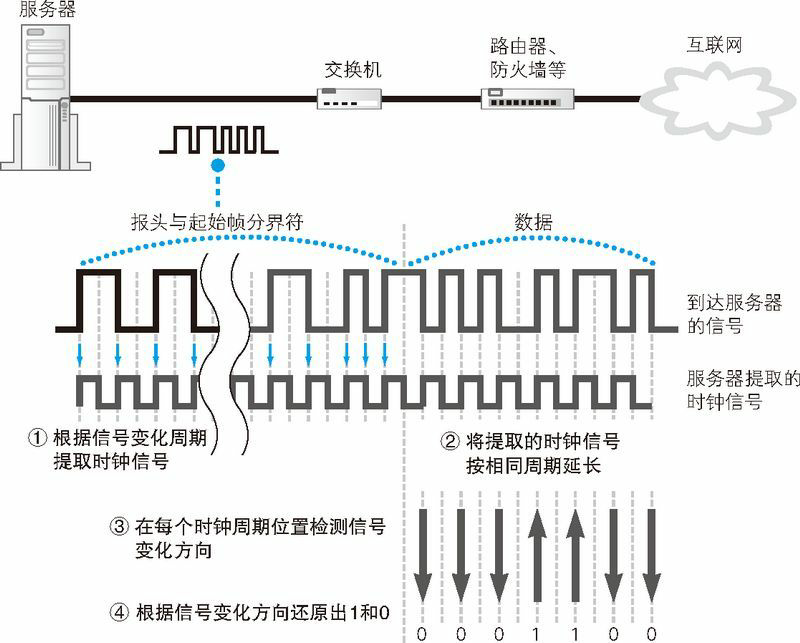 服务器
交换机
路由器、
防火墙等
互联网
报头与起始帧分界符
数据
到达服务器
的信号
服务器提取的
时钟信号
① 根据信号变化周期
提取时钟信号
② 将提取的时钟信号
按相同周期延长
③ 在每个时钟周期位置检测信号
变化方向
④ 根据信号变化方向还原出1和0
0 0 0 1 1 0 0